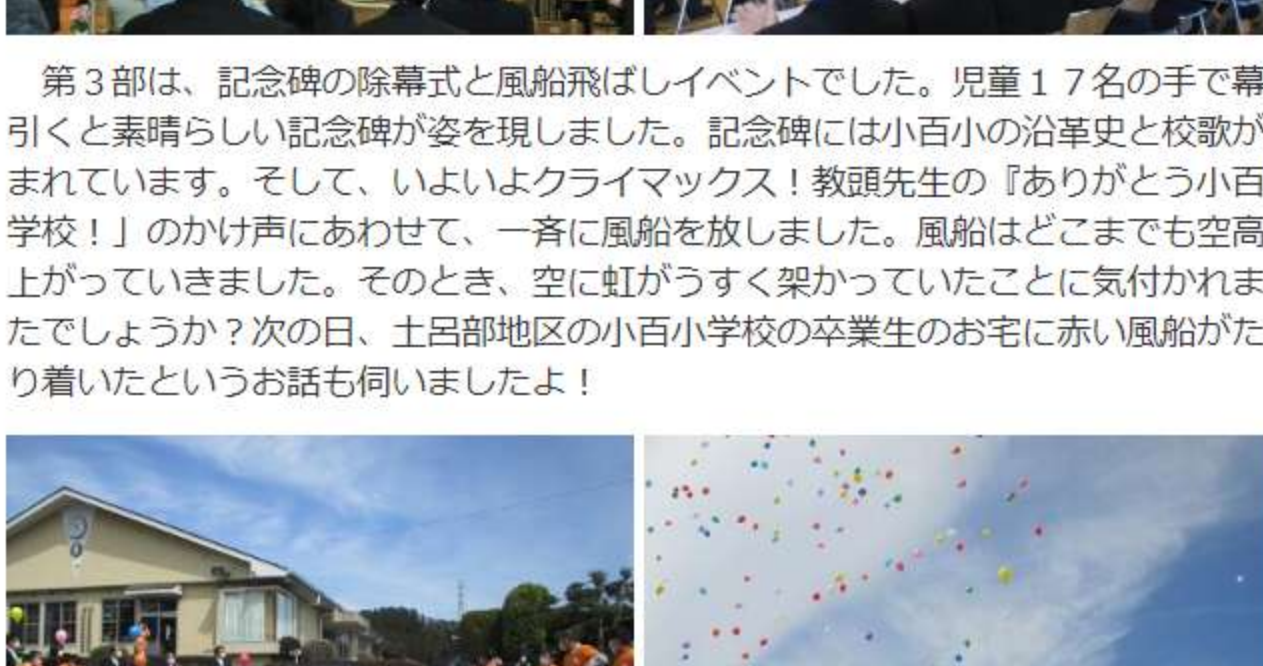 第３部は、記念碑の除幕式と風船飛ばしイベントでした。児童１７名の手で幕
引くと素晴らしい記念碑が姿を現しました。記念碑には小百小の沿革史と校歌が
まれています。そして、いよいよクライマックス！教頭先生の『ありがとう小百
学校！」のかけ声にあわせて、一斉に風船を放しました。風船はどこまでも空高
上がっていきました。そのとき、空に虹がうすく架かっていたことに気付かれま
たでしょうか？次の日、土呂部地区の小百小学校の卒業生のお宅に赤い風船がた
り着いたというお話も伺いましたよ！